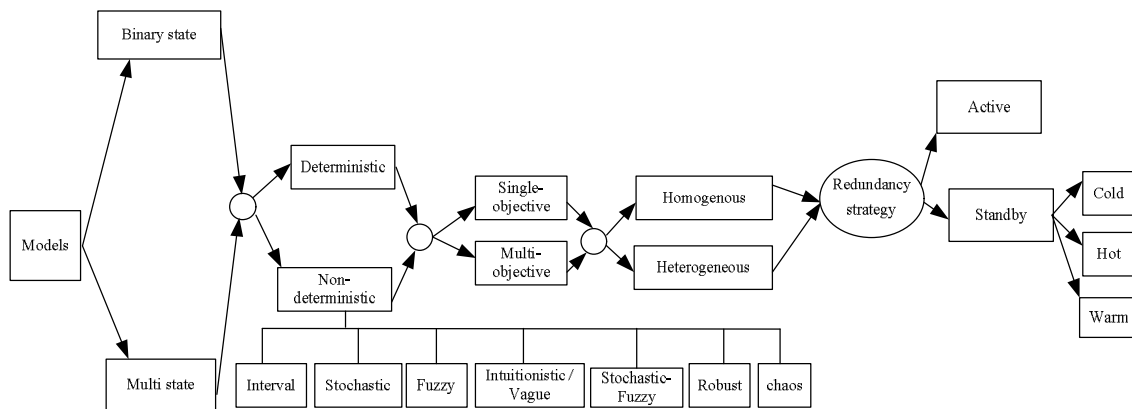 Models
Binary state
Multi state
Deterministic
Non-
deterministic
Interval
Stochastic
Fuzzy
Intuitionistic /
Vague
Stochastic-
Fuzzy
Robust
chaos
Single-
objective
Multi-
objective
Homogenous
Heterogeneous
Redundancy
strategy
Active
Standby
Cold
Hot
Warm